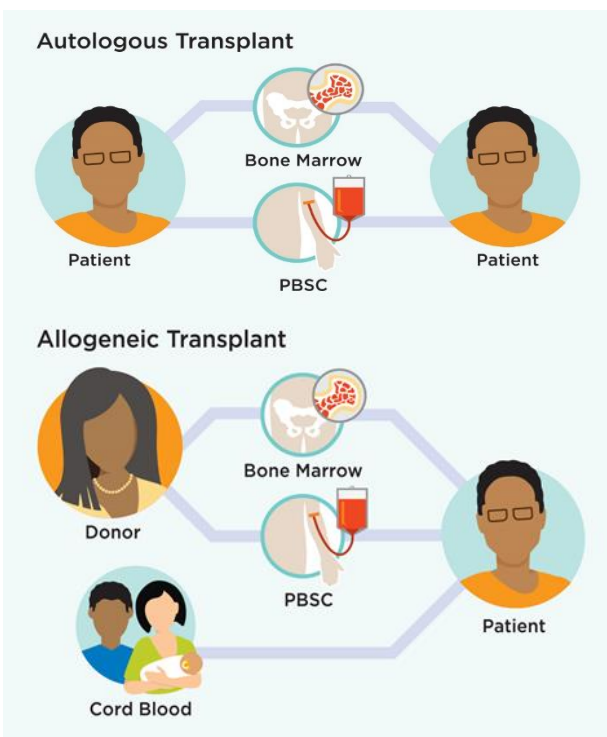 Autologous Transplant
Bone Marrow
Patient
Patient
PBSC
Allogeneic Transplant
Bone Marrow
Donor
PBSC
Patient
Cord Blood